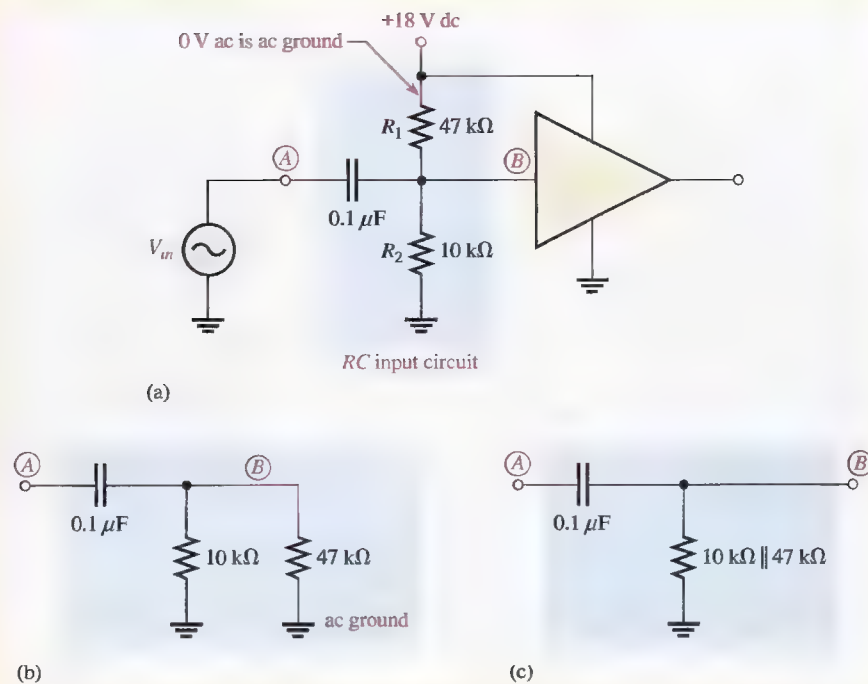 +18 V dc
0 V ac is ac ground
R1 47 kΩ
A
B
0.1 μF
Vin
R2 10 kΩ
RC input circuit
(a)
A
B
0.1 μF
10 kΩ
47 kΩ
ac ground
(b)
A
B
0.1 μF
10 kΩ || 47 kΩ
(c)